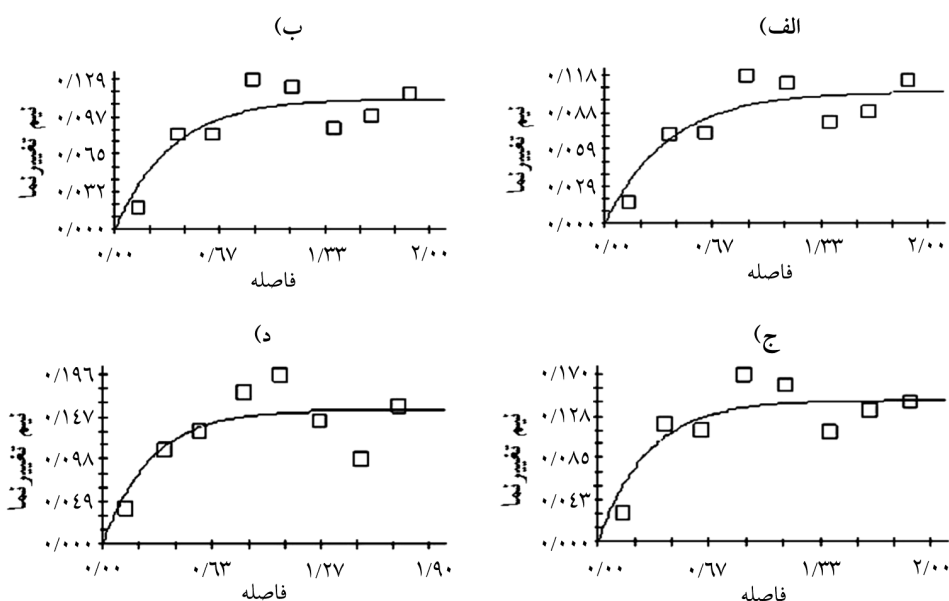 الف)
نیم تغییرنما
۰/۱۱۸
۰/۰۸۸
۰/۰۵۹
۰/۰۲۹
۰/۰۰۰
۰/۰۰ ۰/۶۷ ۱/۳۳ ۲/۰۰
فاصله
ب)
نیم تغییرنما
۰/۱۲۹
۰/۰۹۷
۰/۰۶۵
۰/۰۳۲
۰/۰۰۰
۰/۰۰ ۰/۶۷ ۱/۳۳ ۲/۰۰
فاصله
ج)
نیم تغییرنما
۰/۱۷۰
۰/۱۲۸
۰/۰۸۵
۰/۰۴۳
۰/۰۰۰
۰/۰۰ ۰/۶۷ ۱/۳۳ ۲/۰۰
فاصله
د)
نیم تغییرنما
۰/۱۹۶
۰/۱۴۷
۰/۰۹۸
۰/۰۴۹
۰/۰۰۰
۰/۰۰ ۰/۶۳ ۱/۲۷ ۱/۹۰
فاصله